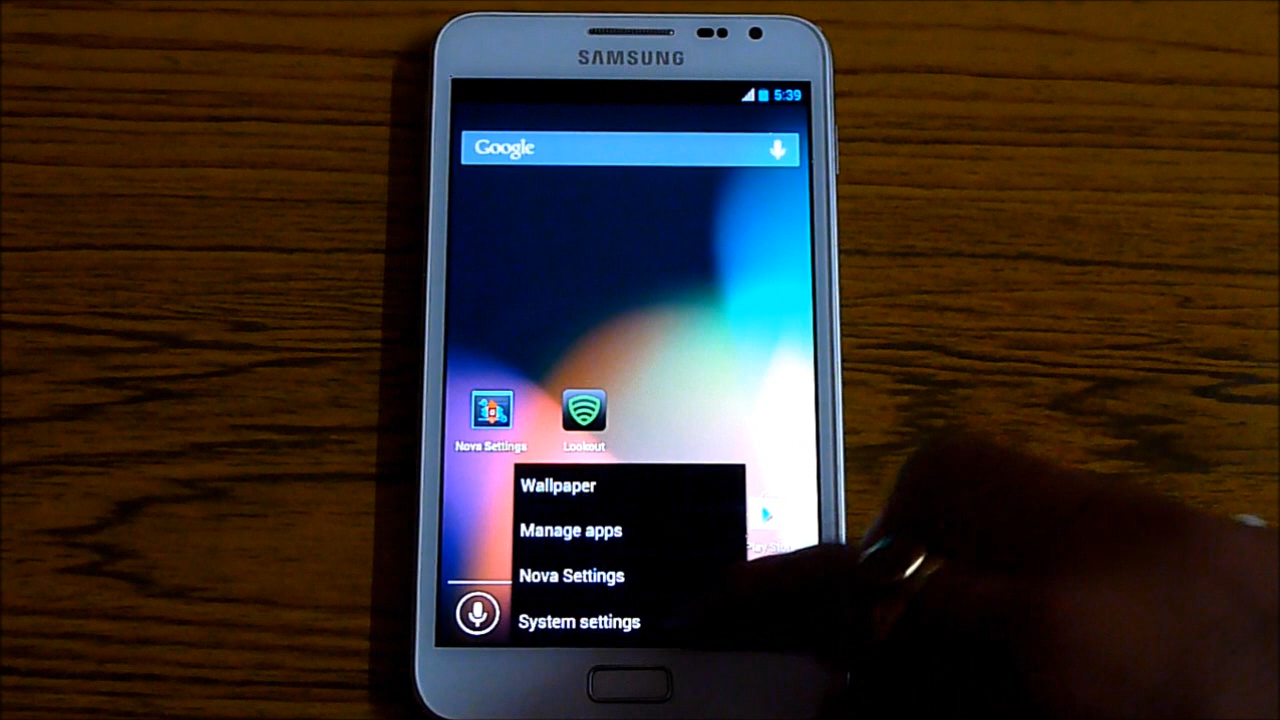 SAMSUNG
5:39
Google
Nova Settings
Lookout
Wallpaper
Manage apps
Nova Settings
System settings